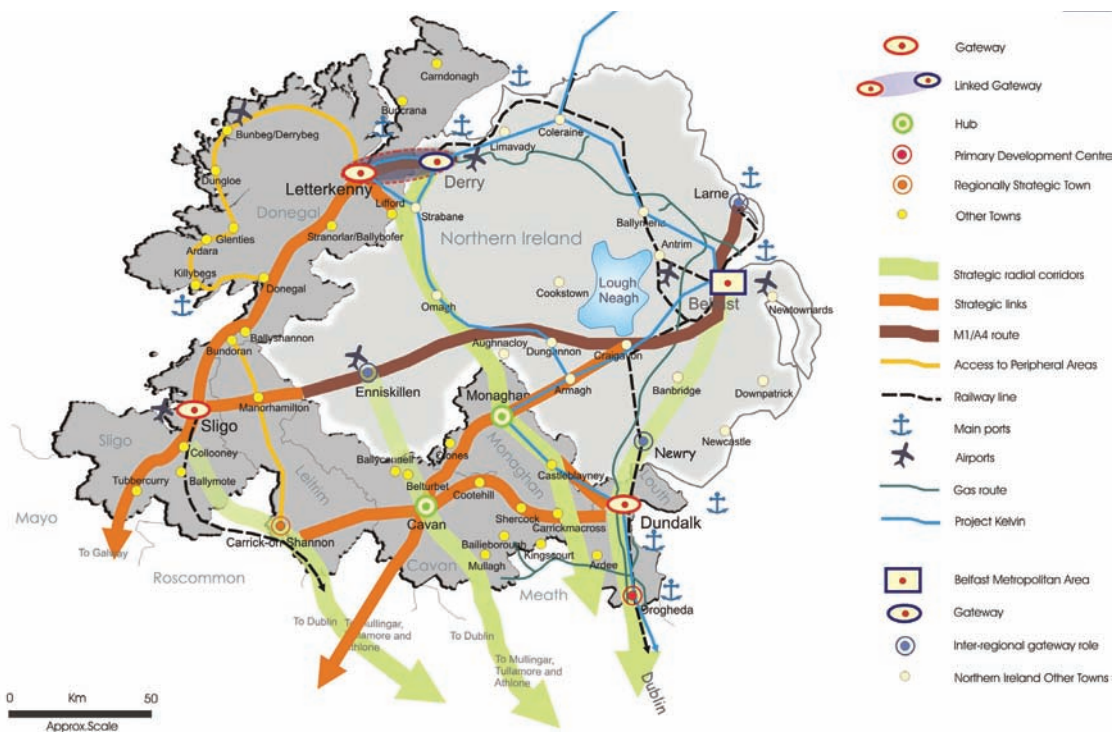 Carndonagh
Buncrana
Bunbeg/Derrybeg
Coleraine
Limavady
Letterkenny
Derry
Larne
Dungloe
Lifford
Strabane
Donegal
Ballymena
Glenties
Stranorlar/Ballybofer
Northern Ireland
Ardara
Antrim
Killybegs
Donegal
Cookstown
Lough
Neagh
Belfast
Omagh
Newtownards
Ballyshannon
Bundoran
Aughnacloy
Dungannon
Craigavon
Enniskillen
Armagh
Banbridge
Downpatrick
Manorhamilton
Monaghan
Sligo
Sligo
Newry
Newcastle
Collooney
Clones
Monaghan
Leitrim
Ballyconnell
Castleblayney
Tubbercurry
Ballymote
Belturbet
Cootehill
South
Dundalk
Mayo
Cavan
Shercock
Carrickmacross
To Galway
Carrick-on-Shannon
Bailieborough
Kingscourt
Ardee
Roscommon
Cavan
Mullagh
Meath
Drogheda
To Dublin
To Mullingar,
Tullamore and
Athlone
To Dublin
To Mullingar,
Tullamore and
Athlone
Dublin
0 Km 50
Approx.Scale
Gateway
Linked Gateway
Hub
Primary Development Centre
Regionally Strategic Town
Other Towns
Strategic radial corridors
Strategic links
M1/A4 route
Access to Peripheral Areas
Railway line
Main ports
Airports
Gas route
Project Kelvin
Belfast Metropolitan Area
Gateway
Inter-regional gateway role
Northern Ireland Other Towns